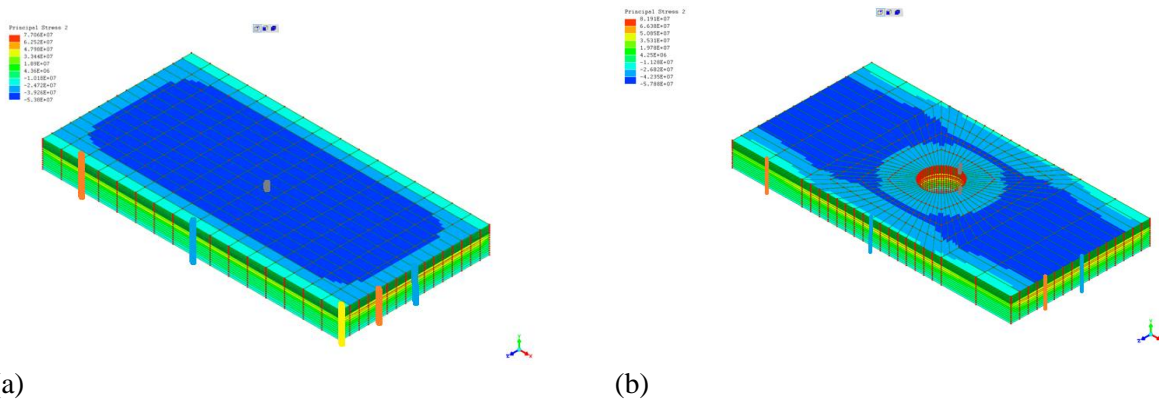 Principal Stress 2
7.706E+07
6.252E+07
4.798E+07
3.344E+07
1.89E+07
4.36E+06
-1.018E+07
-2.472E+07
-3.926E+07
-5.38E+07
Principal Stress 2
8.191E+07
6.638E+07
5.085E+07
3.531E+07
1.978E+07
4.25E+06
-1.128E+07
-2.682E+07
-4.235E+07
-5.788E+07
(b)